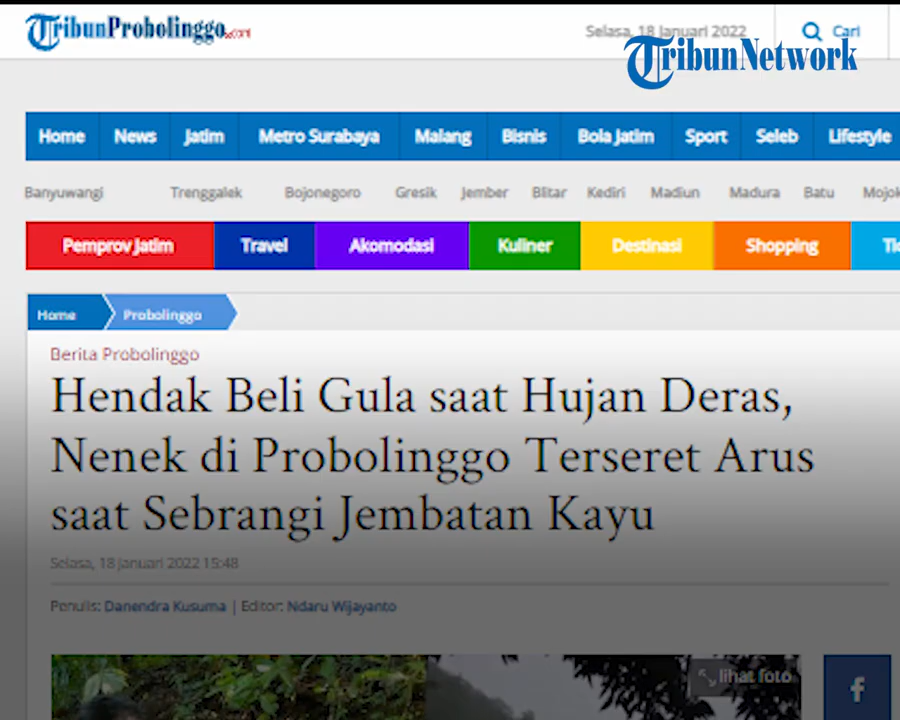 TribunProbolinggo.com
Selasa, 18 Januari 2022
Cari
TribunNetwork
Home News Jatim Metro Surabaya Malang Bisnis Bola Jatim Sport Seleb Lifestyle
Banyuwangi Trenggalek Bojonegoro Gresik Jember Blitar Kediri Madiun Madura Batu Mojok
Pemprov Jatim Travel Akomodasi Kuliner Destinasi Shopping
Home Probolinggo
Berita Probolinggo
Hendak Beli Gula saat Hujan Deras,
Nenek di Probolinggo Terseret Arus
saat Sebrangi Jembatan Kayu
Selasa, 18 Januari 2022 15:48
Penulis: Danendra Kusuma | Editor: Ndaru Wijayanto
lihat foto
f